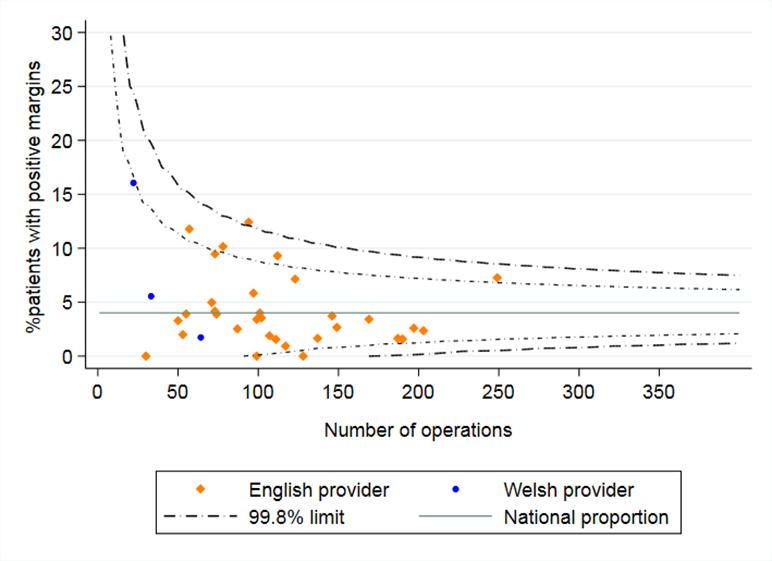 %patients with positive margins
30
25
20
15
10
5
0
0 50 100 150 200 250 300 350
Number of operations
English provider Welsh provider
99.8% limit National proportion